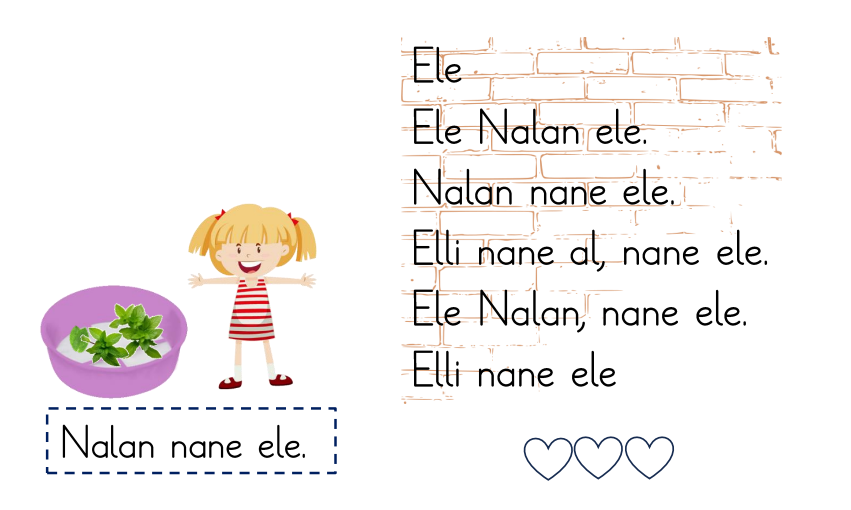 Ele
Ele Nalan ele.
Nalan nane ele.
Elli nane al, nane ele.
Ele Nalan, nane ele.
Elli nane ele
Nalan nane ele.